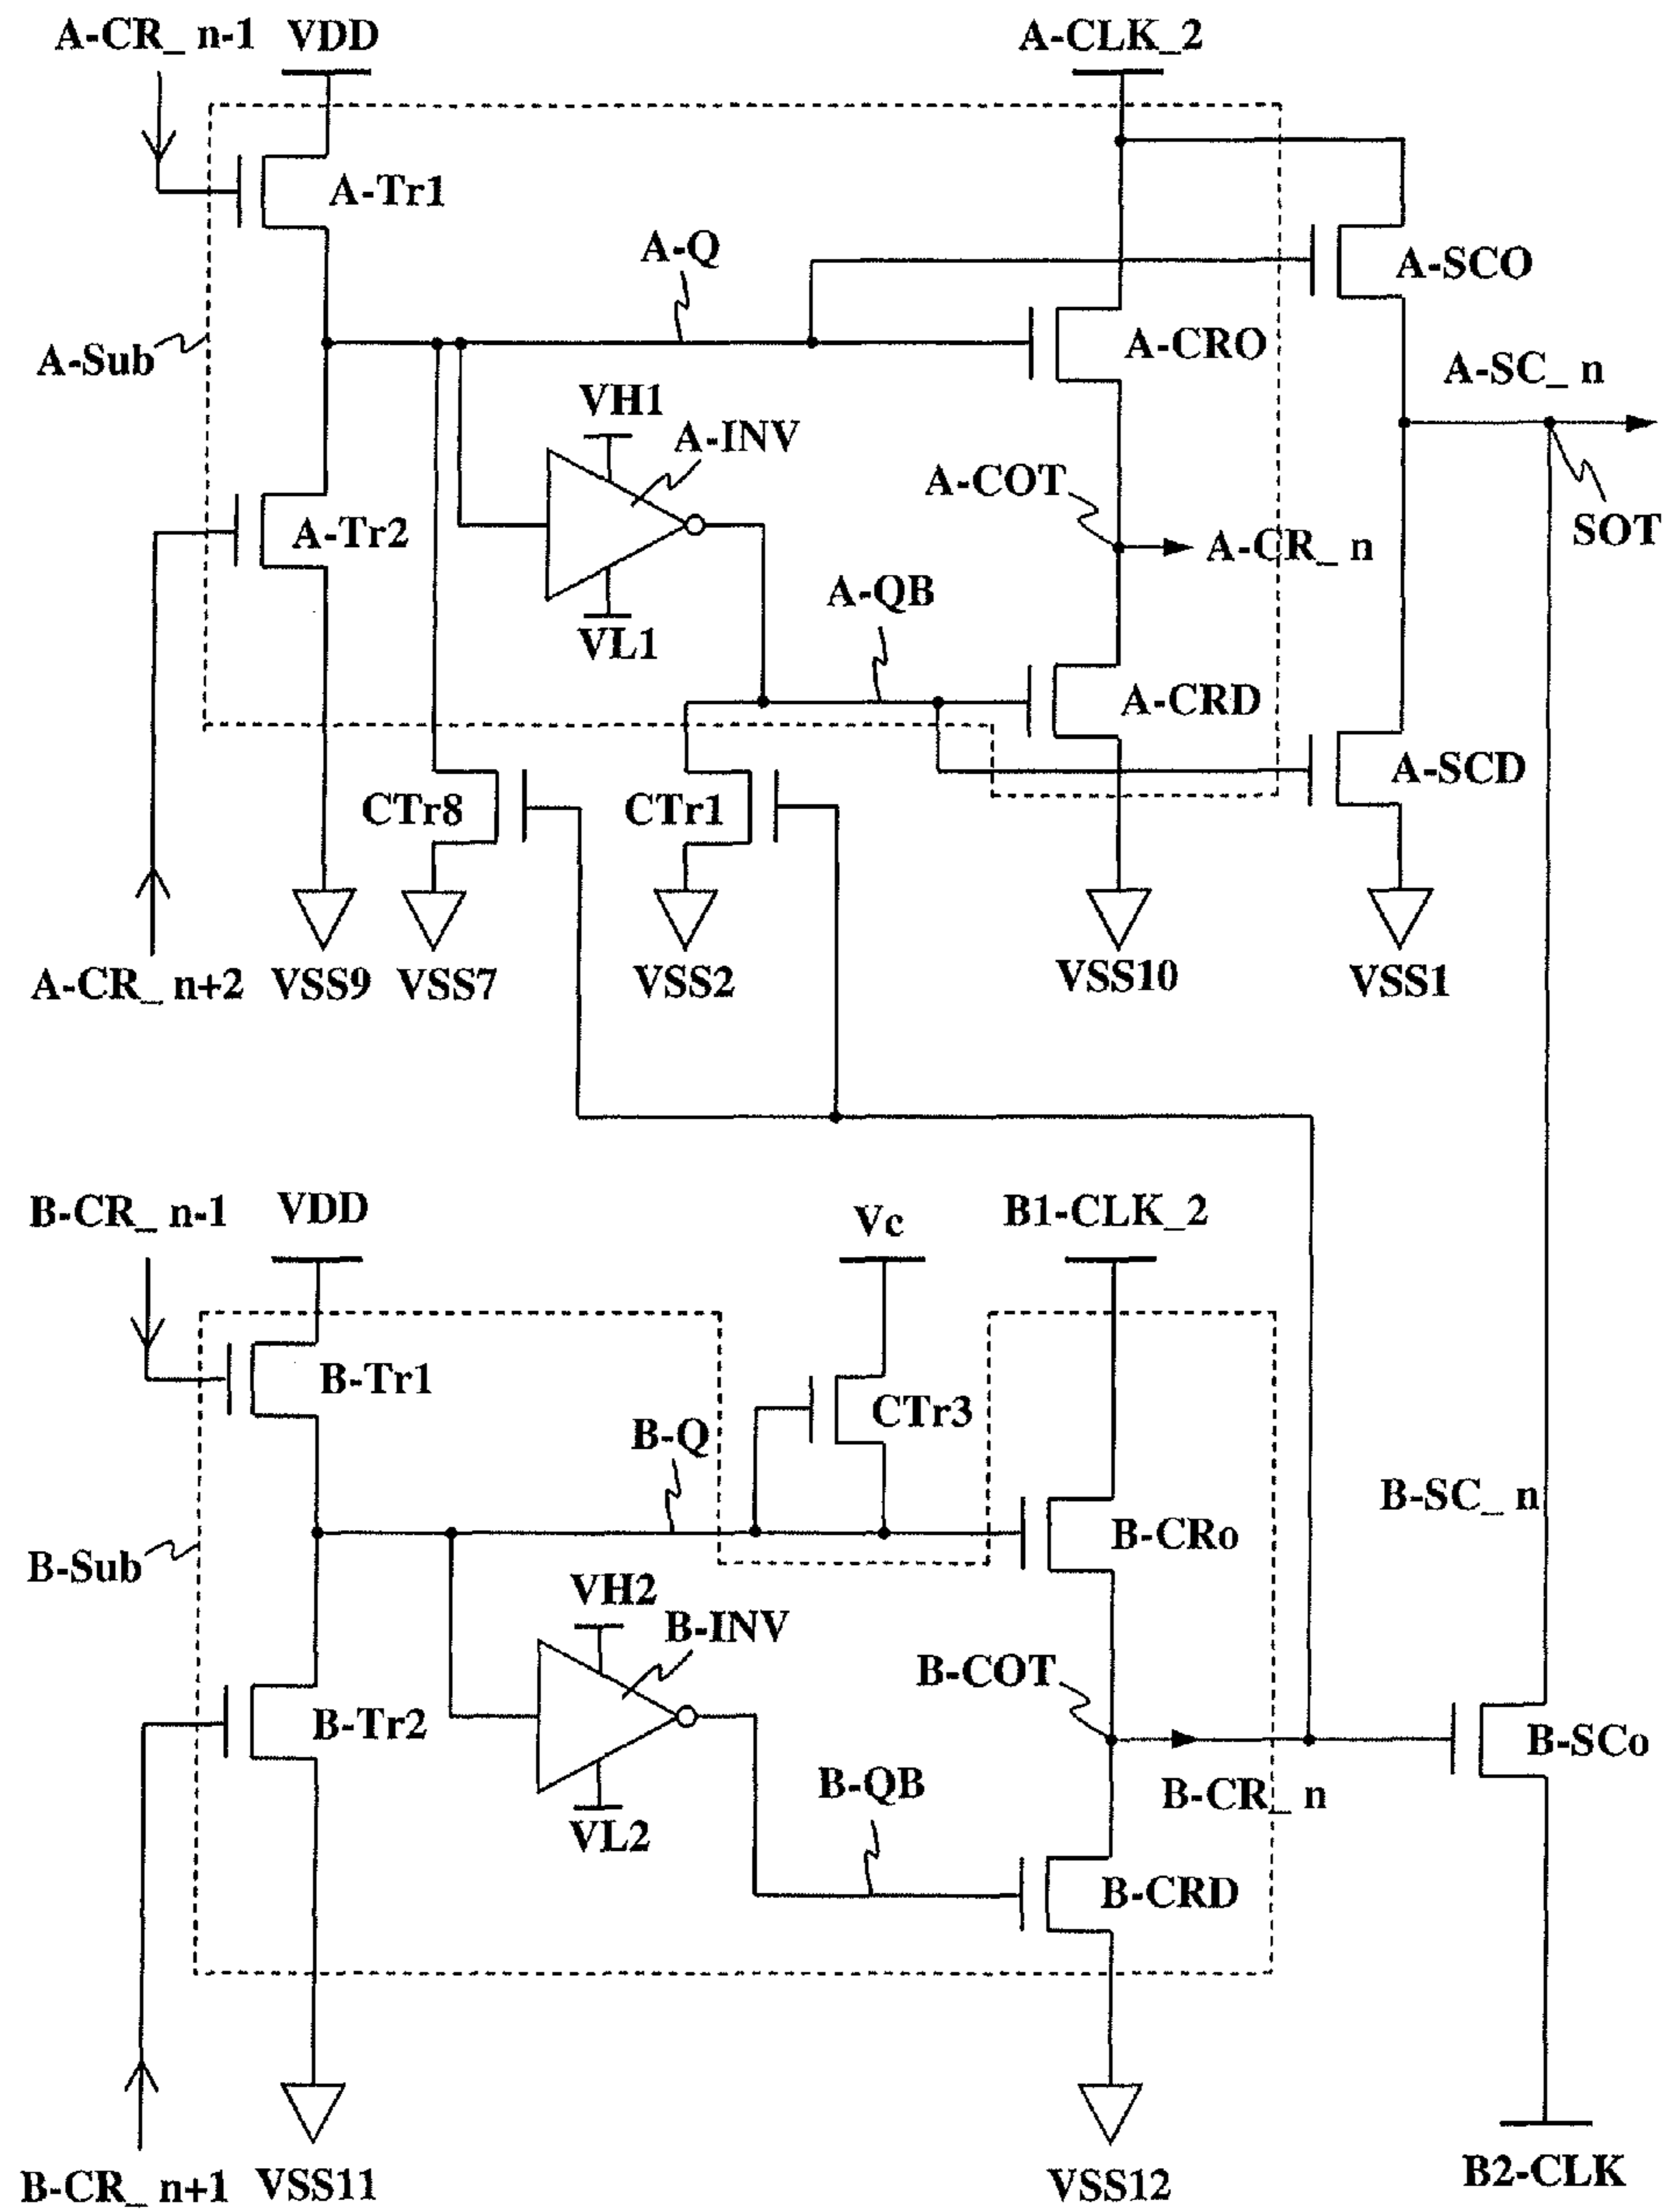 A-CR_ n-1
VDD
A-CLK_2
A-Tr1
A-Q
A-SCO
A-Sub
A-CRO
A-SC_ n
VH1
A-INV
A-COT
A-Tr2
SOT
A-CR_ n
A-QB
VL1
A-CRD
A-SCD
CTr8
CTr1
A-CR_ n+2
VSS9
VSS7
VSS2
VSS10
VSS1
B-CR_ n-1
VDD
Vc
B1-CLK_2
B-Tr1
CTr3
B-Q
B-SC_ n
B-CRo
B-Sub
VH2
B-INV
B-COT
B-Tr2
B-SCo
B-QB
B-CR_ n
VL2
B-CRD
B-CR_ n+1
VSS11
VSS12
B2-CLK